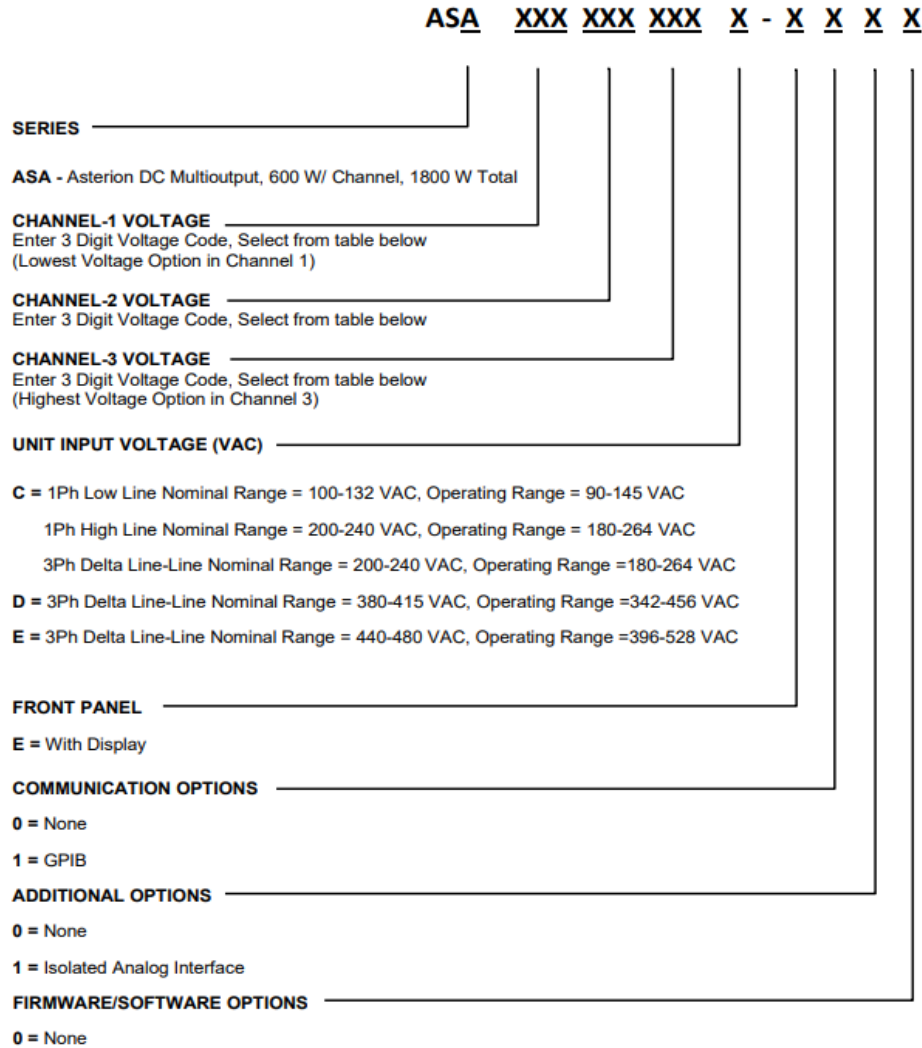 ASA XXX XXX XXX X - X X X X
SERIES
ASA - Asterion DC Multioutput, 600 W/ Channel, 1800 W Total
CHANNEL-1 VOLTAGE
Enter 3 Digit Voltage Code, Select from table below
(Lowest Voltage Option in Channel 1)
CHANNEL-2 VOLTAGE
Enter 3 Digit Voltage Code, Select from table below
CHANNEL-3 VOLTAGE
Enter 3 Digit Voltage Code, Select from table below
(Highest Voltage Option in Channel 3)
UNIT INPUT VOLTAGE (VAC)
C = 1Ph Low Line Nominal Range = 100-132 VAC, Operating Range = 90-145 VAC
1Ph High Line Nominal Range = 200-240 VAC, Operating Range = 180-264 VAC
3Ph Delta Line-Line Nominal Range = 200-240 VAC, Operating Range =180-264 VAC
D = 3Ph Delta Line-Line Nominal Range = 380-415 VAC, Operating Range =342-456 VAC
E = 3Ph Delta Line-Line Nominal Range = 440-480 VAC, Operating Range =396-528 VAC
FRONT PANEL
E = With Display
COMMUNICATION OPTIONS
0 = None
1 = GPIB
ADDITIONAL OPTIONS
0 = None
1 = Isolated Analog Interface
FIRMWARE/SOFTWARE OPTIONS
0 = None